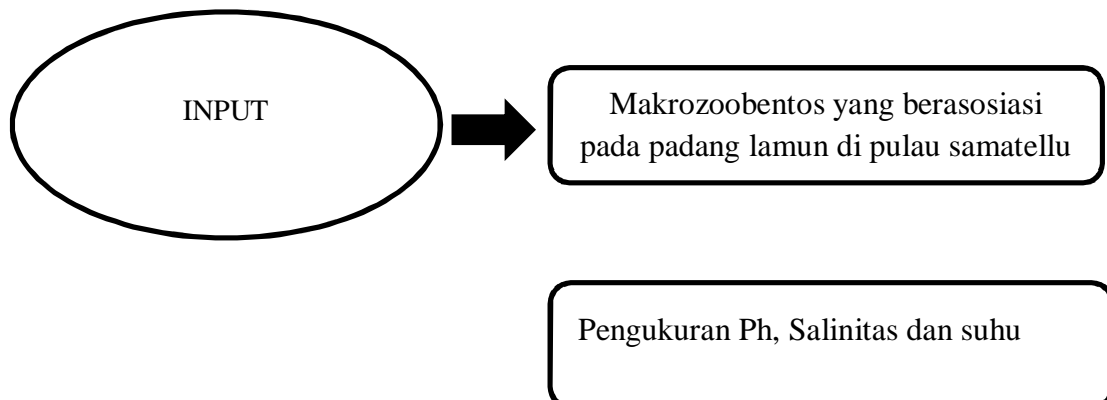 INPUT
Makrozoobentos yang berasosiasi
pada padang lamun di pulau samatellu
Pengukuran Ph, Salinitas dan suhu